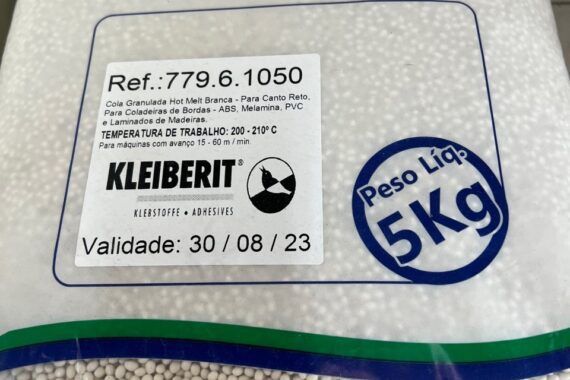 Ref.:779.6.1050
Cola Granulada Hot Melt Branca - Para Canto Reto,
Para Coladeiras de Bordas - ABS, Melamina, PVC
e Laminados de Madeiras.
TEMPERATURA DE TRABALHO: 200 - 210º C
Para máquinas com avanço 15 - 60 m / min.
KLEIBERIT®
KLEBSTOFFE • ADHESIVES
Validade: 30 / 08 / 23
Peso Líq.
5Kg